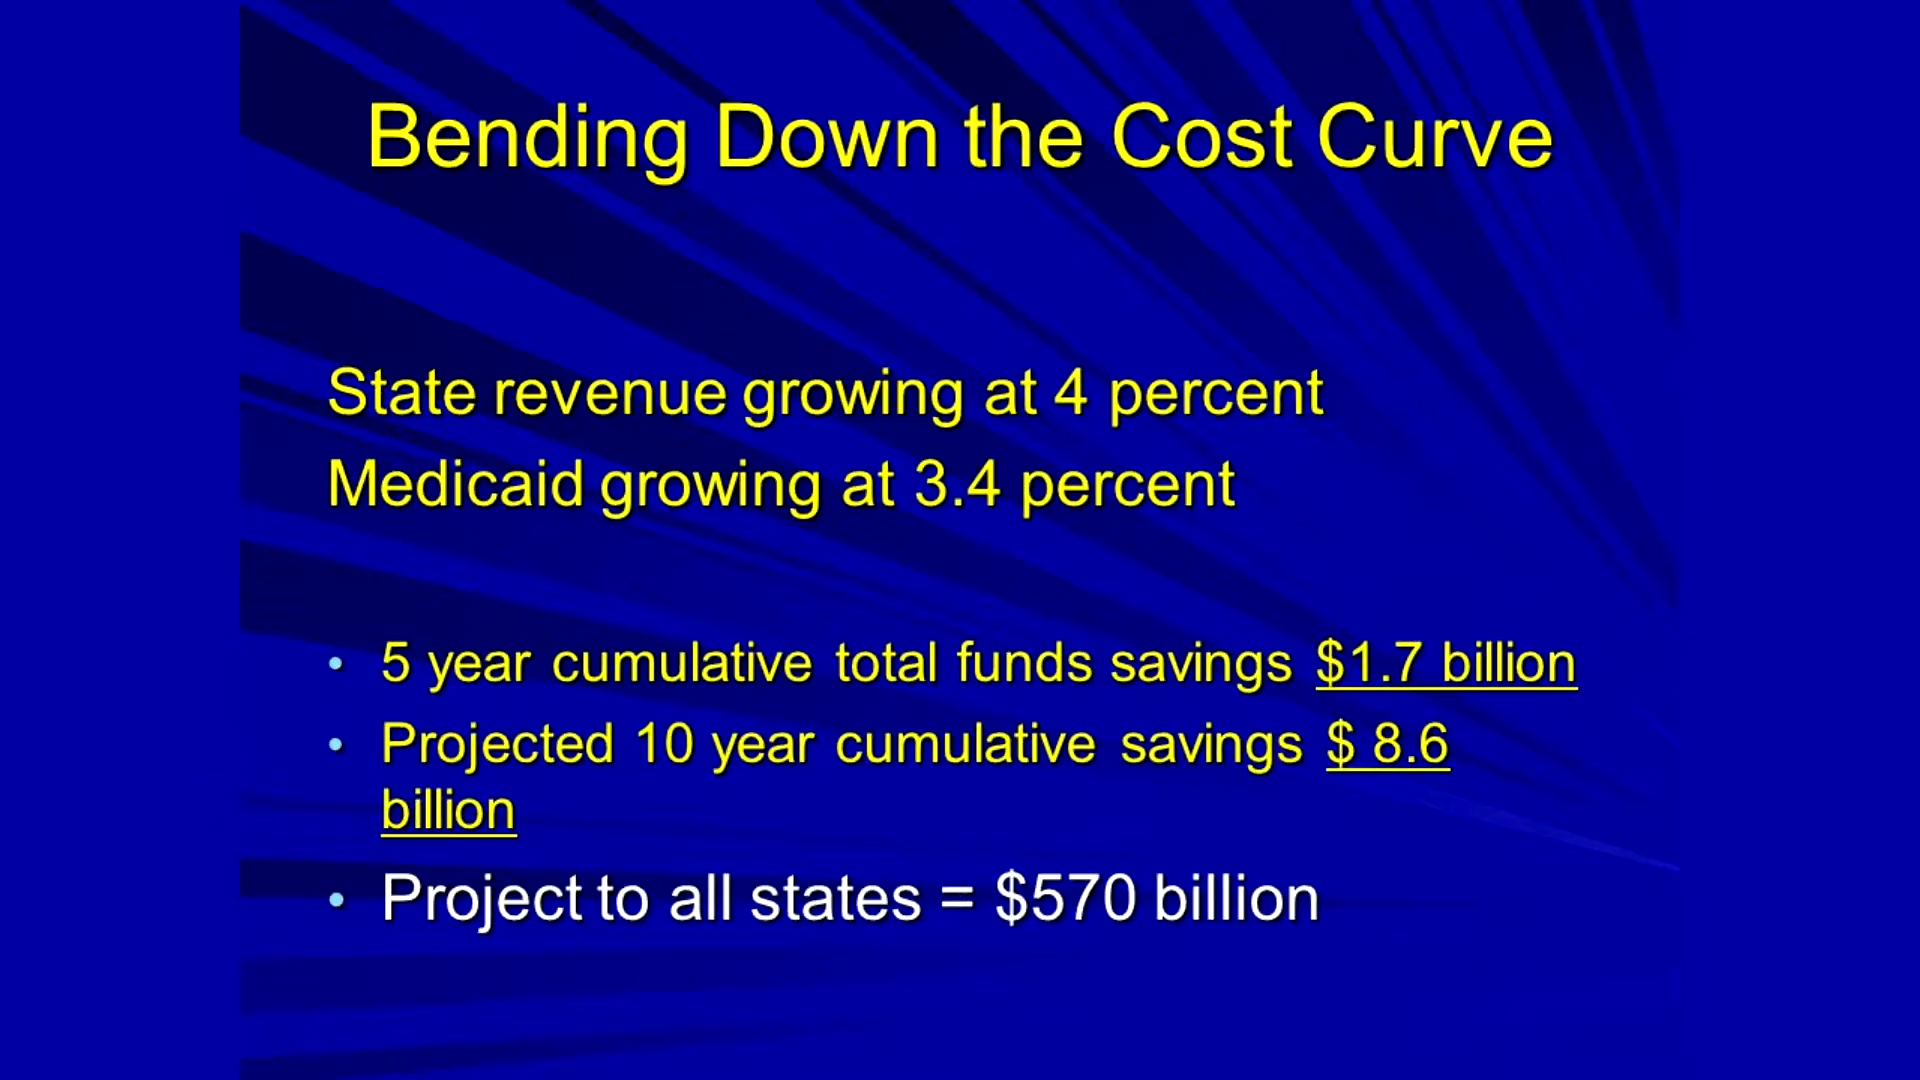 Bending Down the Cost Curve
State revenue growing at 4 percent
Medicaid growing at 3.4 percent
• 5 year cumulative total funds savings $1.7 billion
• Projected 10 year cumulative savings $ 8.6
billion
• Project to all states = $570 billion